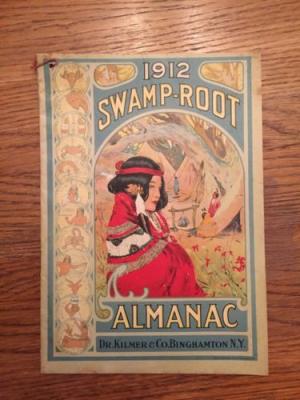 1912
SWAMP-ROOT
ALMANAC
DR. KILMER & CO. BINGHAMTON N.Y.